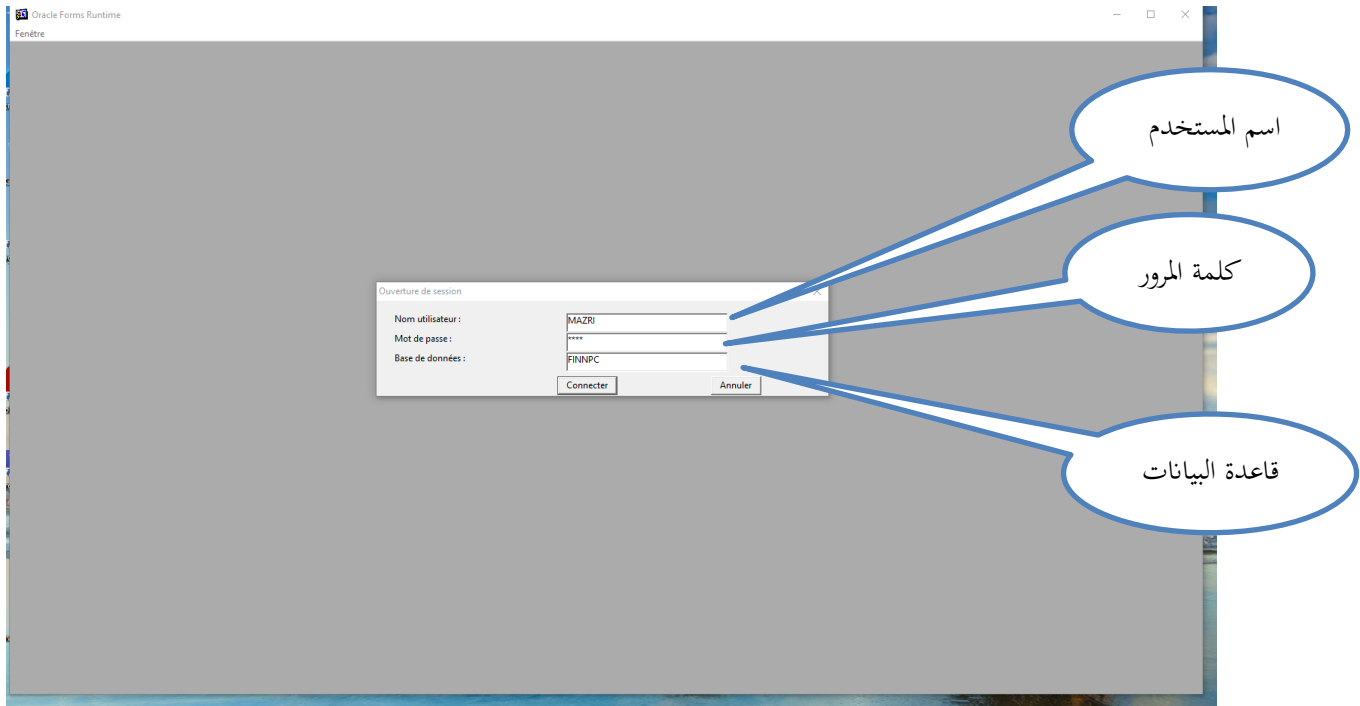 Oracle Forms Runtime
Fenêtre
اسم المستخدم
كلمة المرور
Ouverture de session
Nom utilisateur : MAZRI
Mot de passe : ****
Base de données : FINNPC
Connecter Annuler
قاعدة البيانات